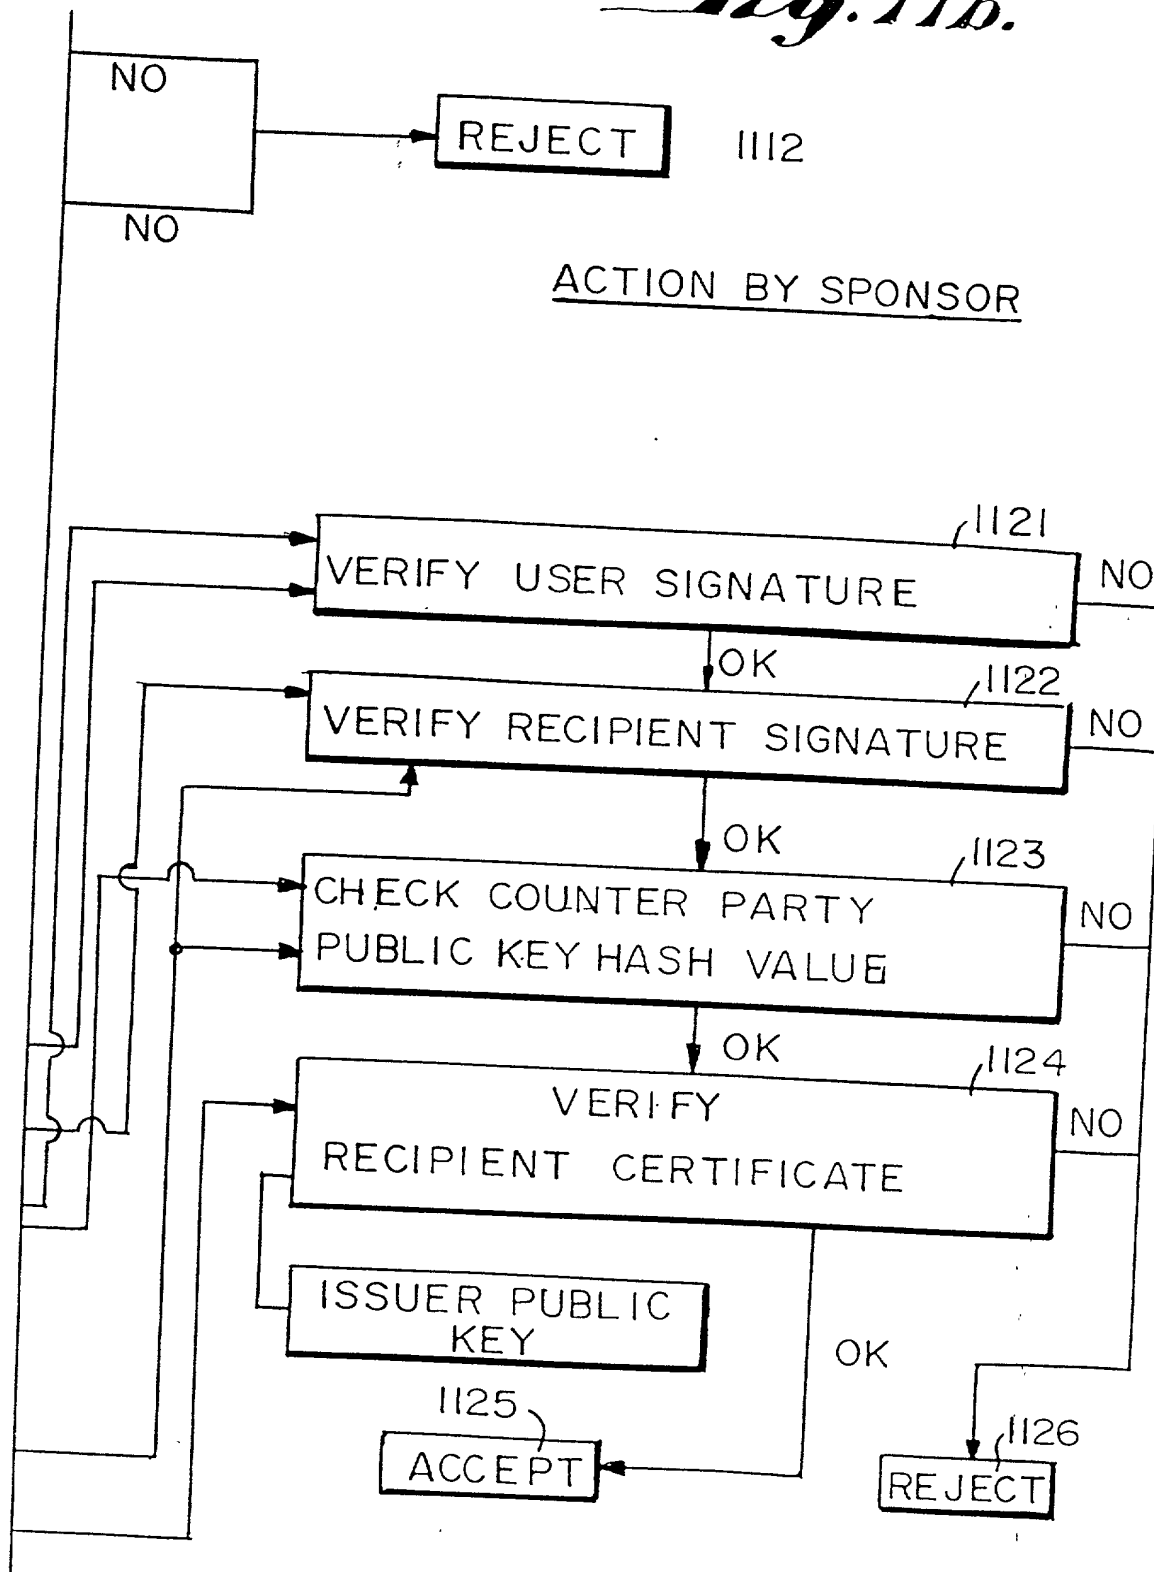 Fig. 11b.
NO
REJECT 1112
NO
ACTION BY SPONSOR
1121
VERIFY USER SIGNATURE NO
OK
1122
VERIFY RECIPIENT SIGNATURE NO
OK
1123
CHECK COUNTER PARTY NO
PUBLIC KEY HASH VALUE
OK
1124
VERIFY NO
RECIPIENT CERTIFICATE
ISSUER PUBLIC
KEY
OK
1125
ACCEPT
1126
REJECT